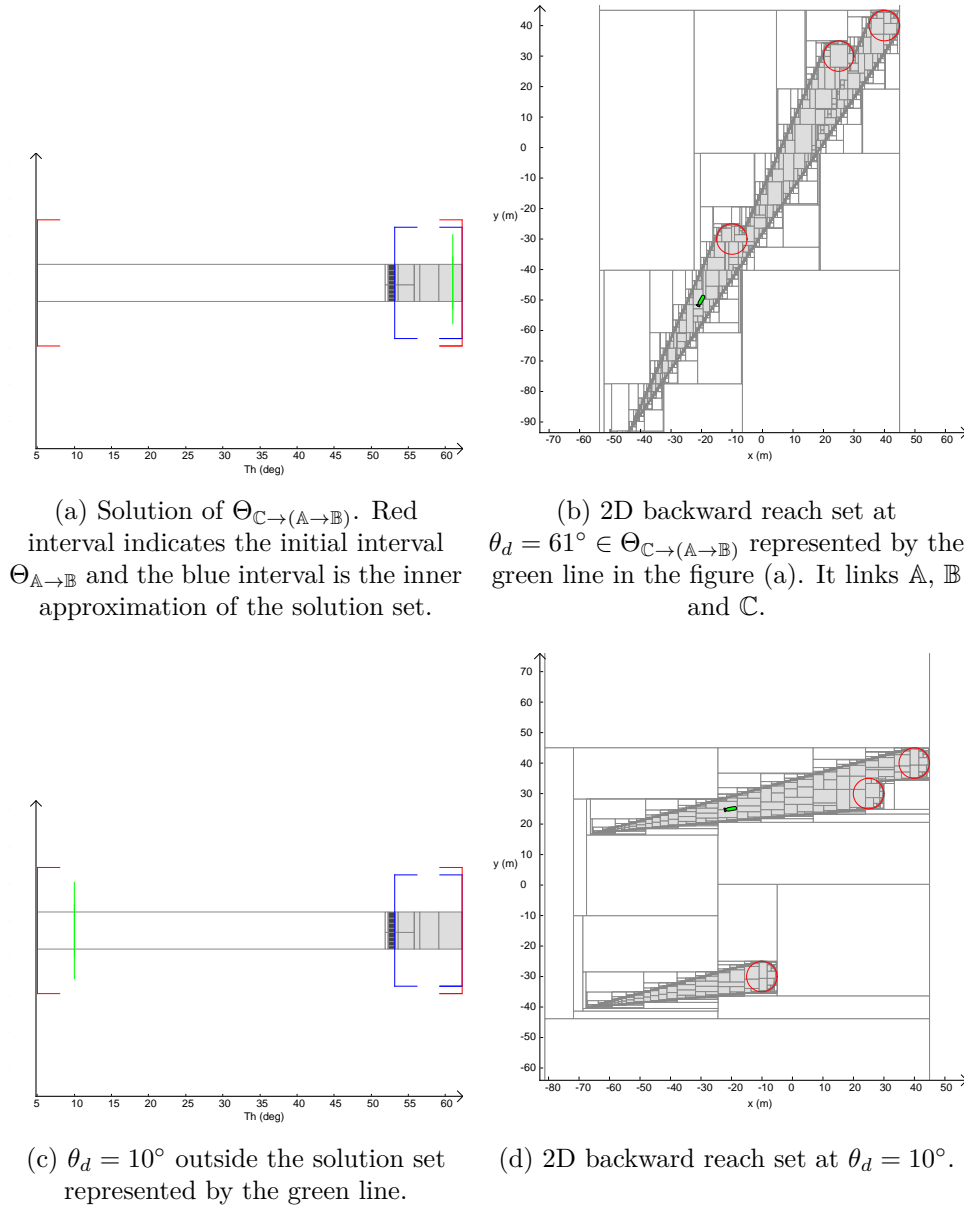 5 10 15 20 25 30 35 40 45 50 55 60
Th (deg)
40
30
20
10
0
-10
-20
y (m)
-30
-40
-50
-60
-70
-80
-90
-70 -60 -50 -40 -30 -20 -10 0 10 20 30 40 50 60
x (m)
(a) Solution of Θ_{ℂ→(𝔸→𝔹)}. Red
interval indicates the initial interval
Θ_{𝔸→𝔹} and the blue interval is the inner
approximation of the solution set.
(b) 2D backward reach set at
θ_d = 61° ∈ Θ_{ℂ→(𝔸→𝔹)} represented by the
green line in the figure (a). It links 𝔸, 𝔹
and ℂ.
5 10 15 20 25 30 35 40 45 50 55 60
Th (deg)
70
60
50
40
30
20
10
y (m)
0
-10
-20
-30
-40
-50
-60
-80 -70 -60 -50 -40 -30 -20 -10 0 10 20 30 40 50
x (m)
(c) θ_d = 10° outside the solution set
represented by the green line.
(d) 2D backward reach set at θ_d = 10°.